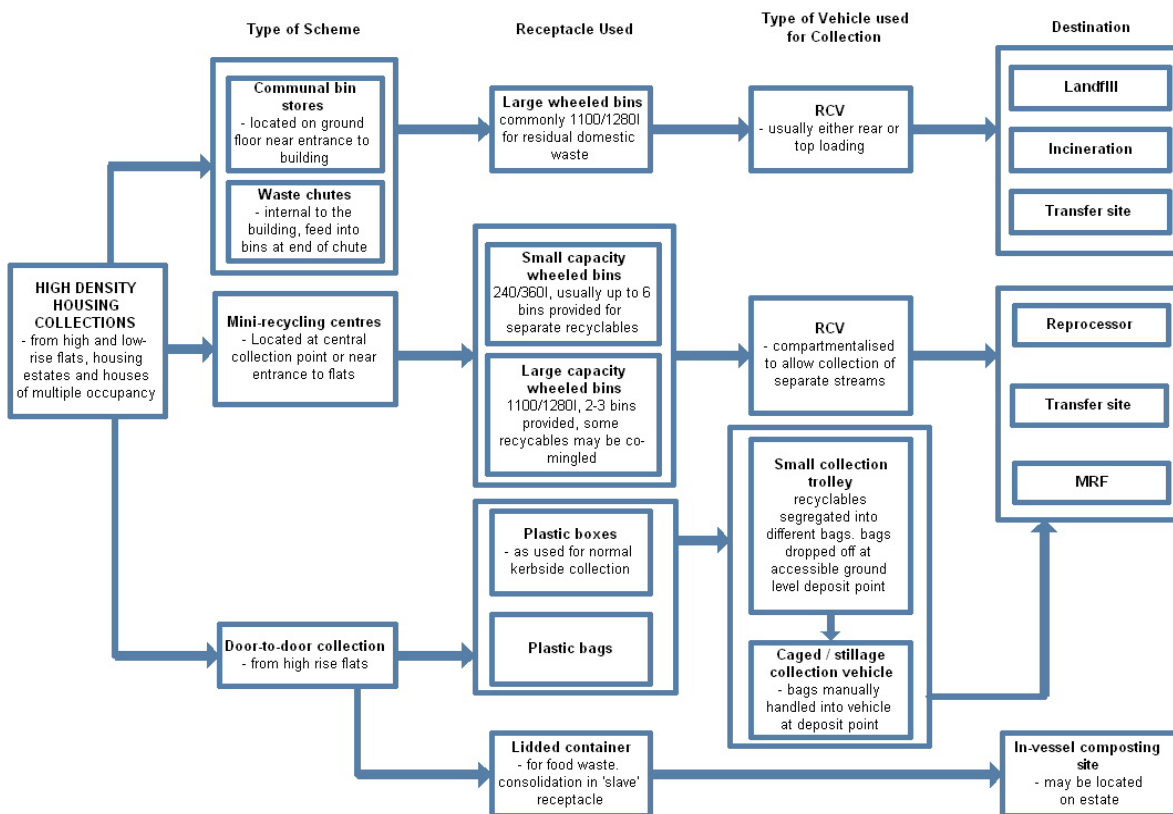 Type of Scheme
Receptacle Used
Type of Vehicle used
for Collection
Destination
HIGH DENSITY
HOUSING
COLLECTIONS
- from high and low-
rise flats, housing
estates and houses
of multiple occupancy
Communal bin
stores
- located on ground
floor near entrance to
building
Waste chutes
- internal to the
building, feed into
bins at end of chute
Large wheeled bins
commonly 1100/1280l
for residual domestic
waste
RCV
- usually either rear or
top loading
Landfill
Incineration
Transfer site
Mini-recycling centres
- Located at central
collection point or near
entrance to flats
Small capacity
wheeled bins
240/360l, usually up to 6
bins provided for
separate recyclables
Large capacity
wheeled bins
1100/1280l, 2-3 bins
provided, some
recycables may be co-
mingled
RCV
- compartmentalised
to allow collection of
separate streams
Reprocessor
Transfer site
MRF
Door-to-door collection
- from high rise flats
Plastic boxes
- as used for normal
kerbside collection
Plastic bags
Small collection
trolley
recyclables
segregated into
different bags. bags
dropped off at
accessible ground
level deposit point
Caged / stillage
collection vehicle
- bags manually
handled into vehicle
at deposit point
Lidded container
- for food waste.
consolidation in 'slave'
receptacle
In-vessel composting
site
- may be located
on estate